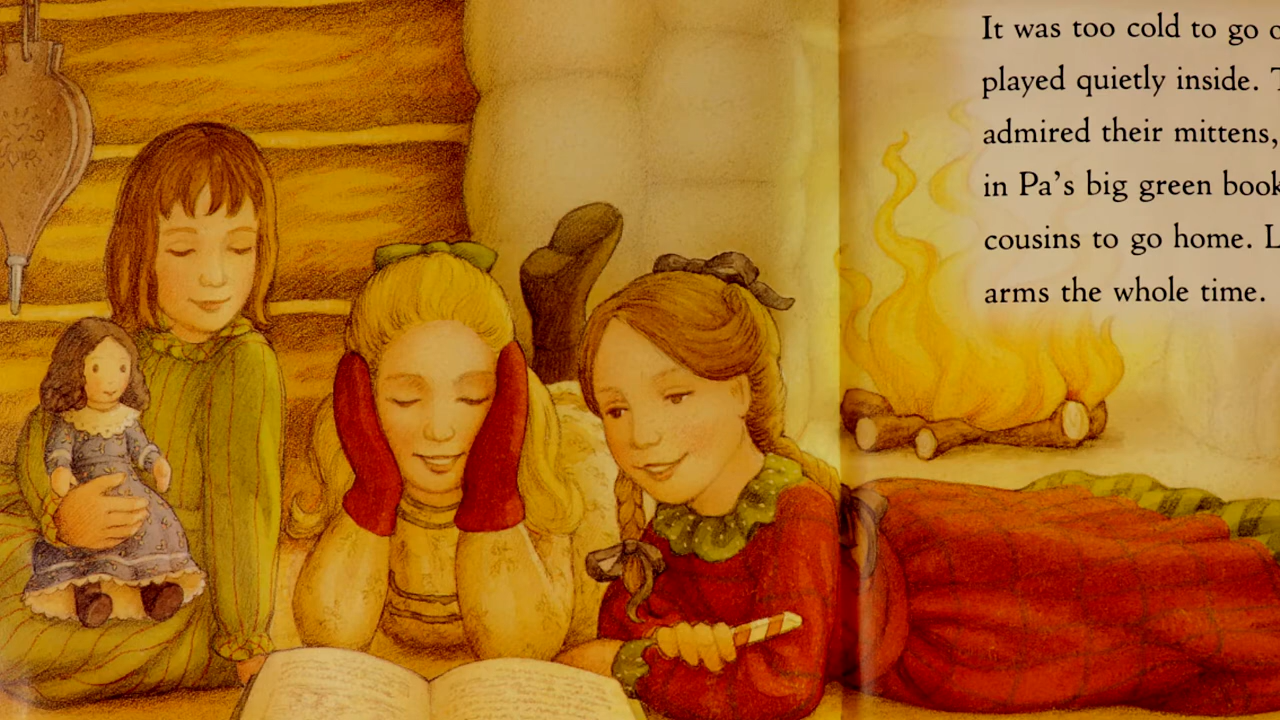 It was too cold to go
played quietly inside.
admired their mittens,
in Pa's big green book
cousins to go home.
arms the whole time.